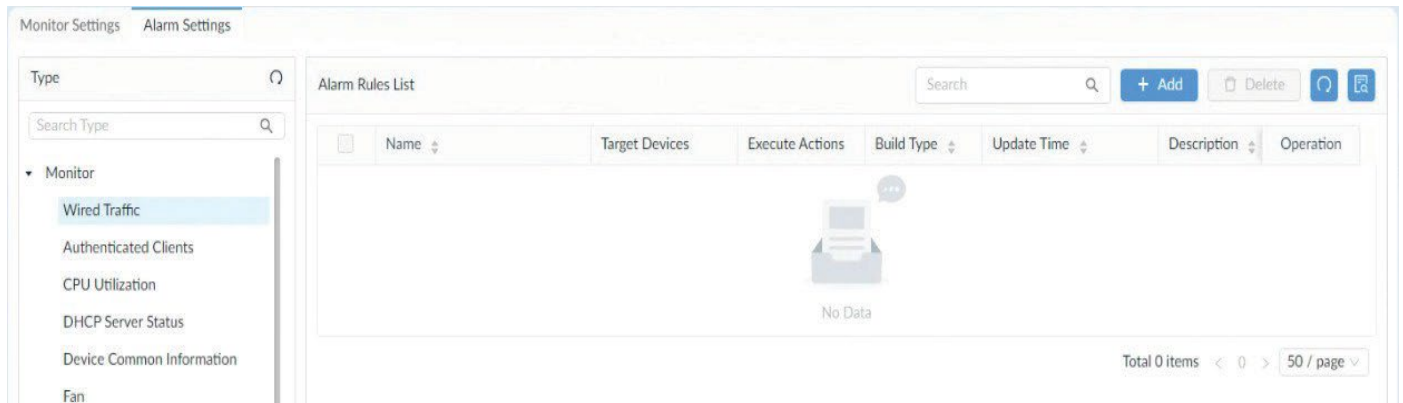 Monitor Settings Alarm Settings
Type
Search Type
Monitor
Wired Traffic
Authenticated Clients
CPU Utilization
DHCP Server Status
Device Common Information
Fan
Alarm Rules List
Search
+ Add
Delete
Name Target Devices Execute Actions Build Type Update Time Description Operation
No Data
Total 0 items < 0 > 50 / page